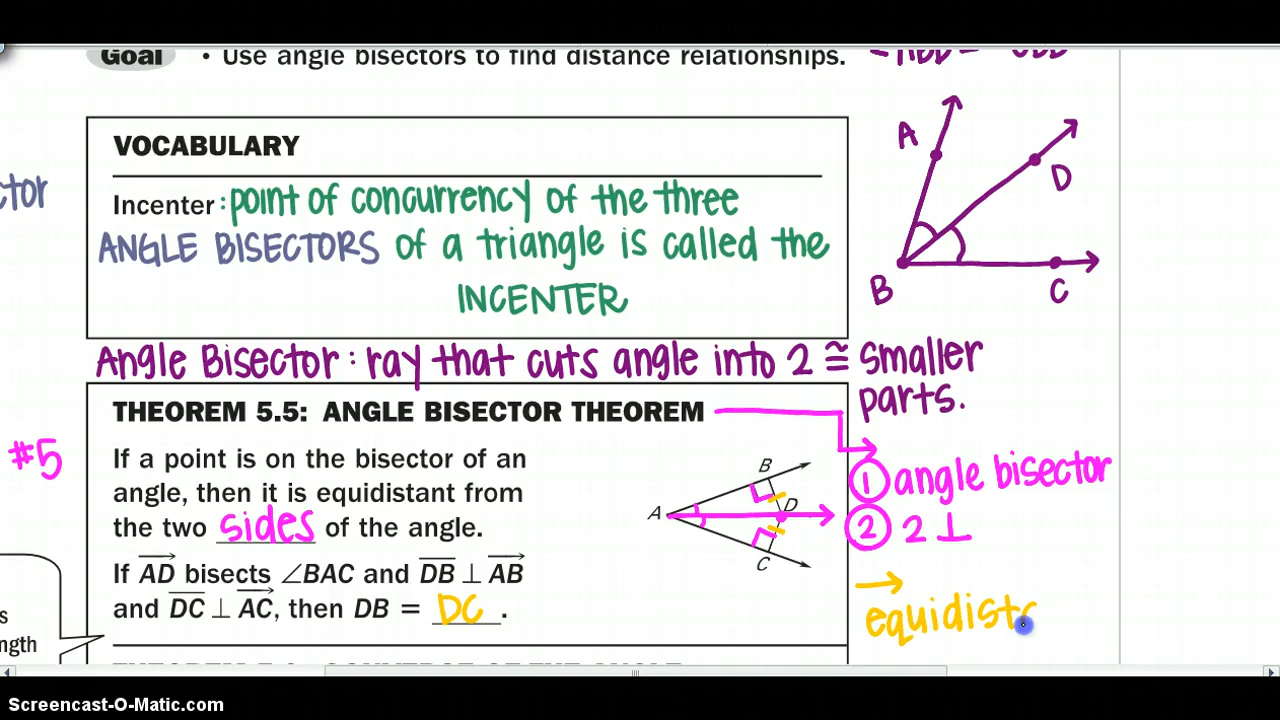 Goal • Use angle bisectors to find distance relationships.
VOCABULARY
ctor
Incenter : point of concurrency of the three
ANGLE BISECTORS of a triangle is called the
INCENTER
A
D
B
C
Angle Bisector : ray that cuts angle into 2 ≅ smaller
parts.
THEOREM 5.5: ANGLE BISECTOR THEOREM
#5
If a point is on the bisector of an
angle, then it is equidistant from
the two sides of the angle.
If AD bisects ∠BAC and DB ⊥ AB
and DC ⊥ AC, then DB = DC.
A
B
D
C
① angle bisector
② 2 ⊥
→
equidista
s
ngth
Screencast-O-Matic.com